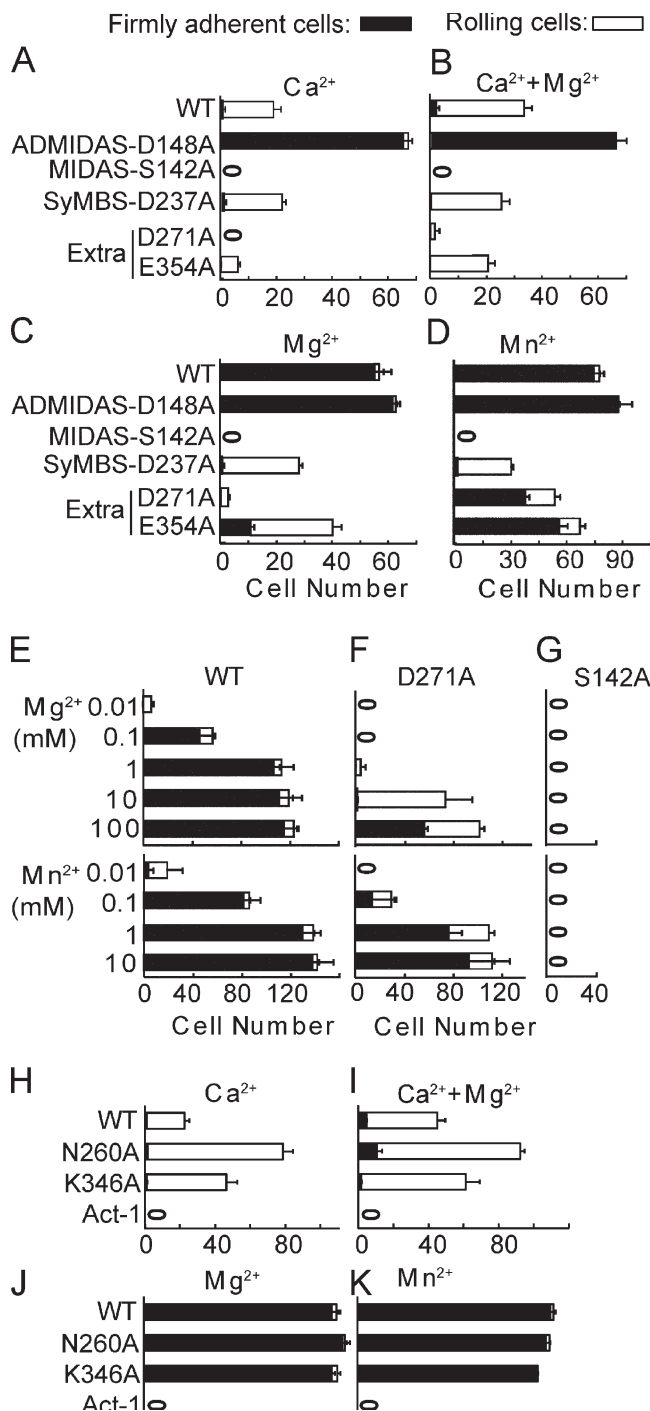 Firmly adherent cells: Rolling cells:
A B
Ca²⁺ Ca²⁺+Mg²⁺
WT
ADMIDAS-D148A
MIDAS-S142A 0 0
SyMBS-D237A
Extra D271A 0
E354A
0 20 40 60 0 20 40 60
C D
Mg²⁺ Mn²⁺
WT
ADMIDAS-D148A
MIDAS-S142A 0 0
SyMBS-D237A
Extra D271A
E354A
0 20 40 60 0 30 60 90
Cell Number Cell Number
E F G
WT D271A S142A
Mg²⁺ 0.01 0 0
(mM) 0.1 0 0
1 0
10 0
100 0
Mn²⁺ 0.01 0 0
(mM) 0.1 0
1 0
10 0
0 40 80 120 0 40 80 120 0 40
Cell Number Cell Number
H I
Ca²⁺ Ca²⁺+Mg²⁺
WT
N260A
K346A
Act-1 0 0
0 40 80 0 40 80
J K
Mg²⁺ Mn²⁺
WT
N260A
K346A
Act-1 0 0